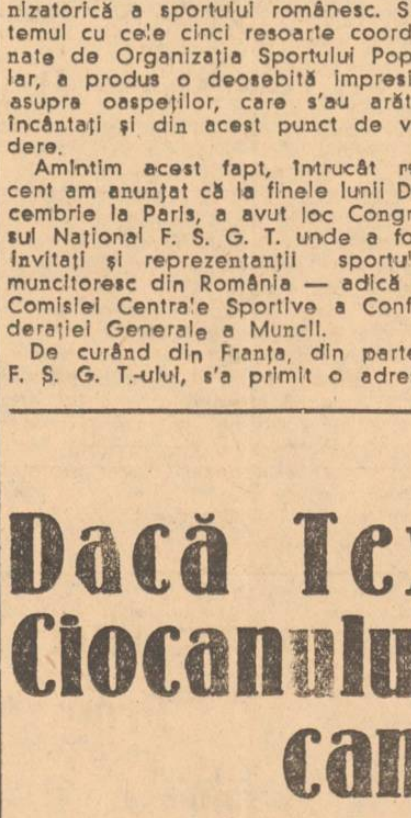 nizatorică a sportului românesc. S
temul cu cele cinci resoarte coord
nate de Organizația Sportului Pop
lar, a produs o deosebită impresi
asupra oaspeților, care s'au arăt
încântați și din acest punct de v
dere.
Amintim acest fapt, întrucât r
cent am anunțat că la finele lunii D
cembrie la Paris, a avut loc Congr
sul Național F. S. G. T. unde a fo
invitați și reprezentanții sportul
muncitoresc din România — adică
Comisiei Centrale Sportive a Conf
derației Generale a Muncii.
De curând din Franța, din parte
F. S. G. T.-ului, s'a primit o adre
Dacă Te
Ciocanulu
can